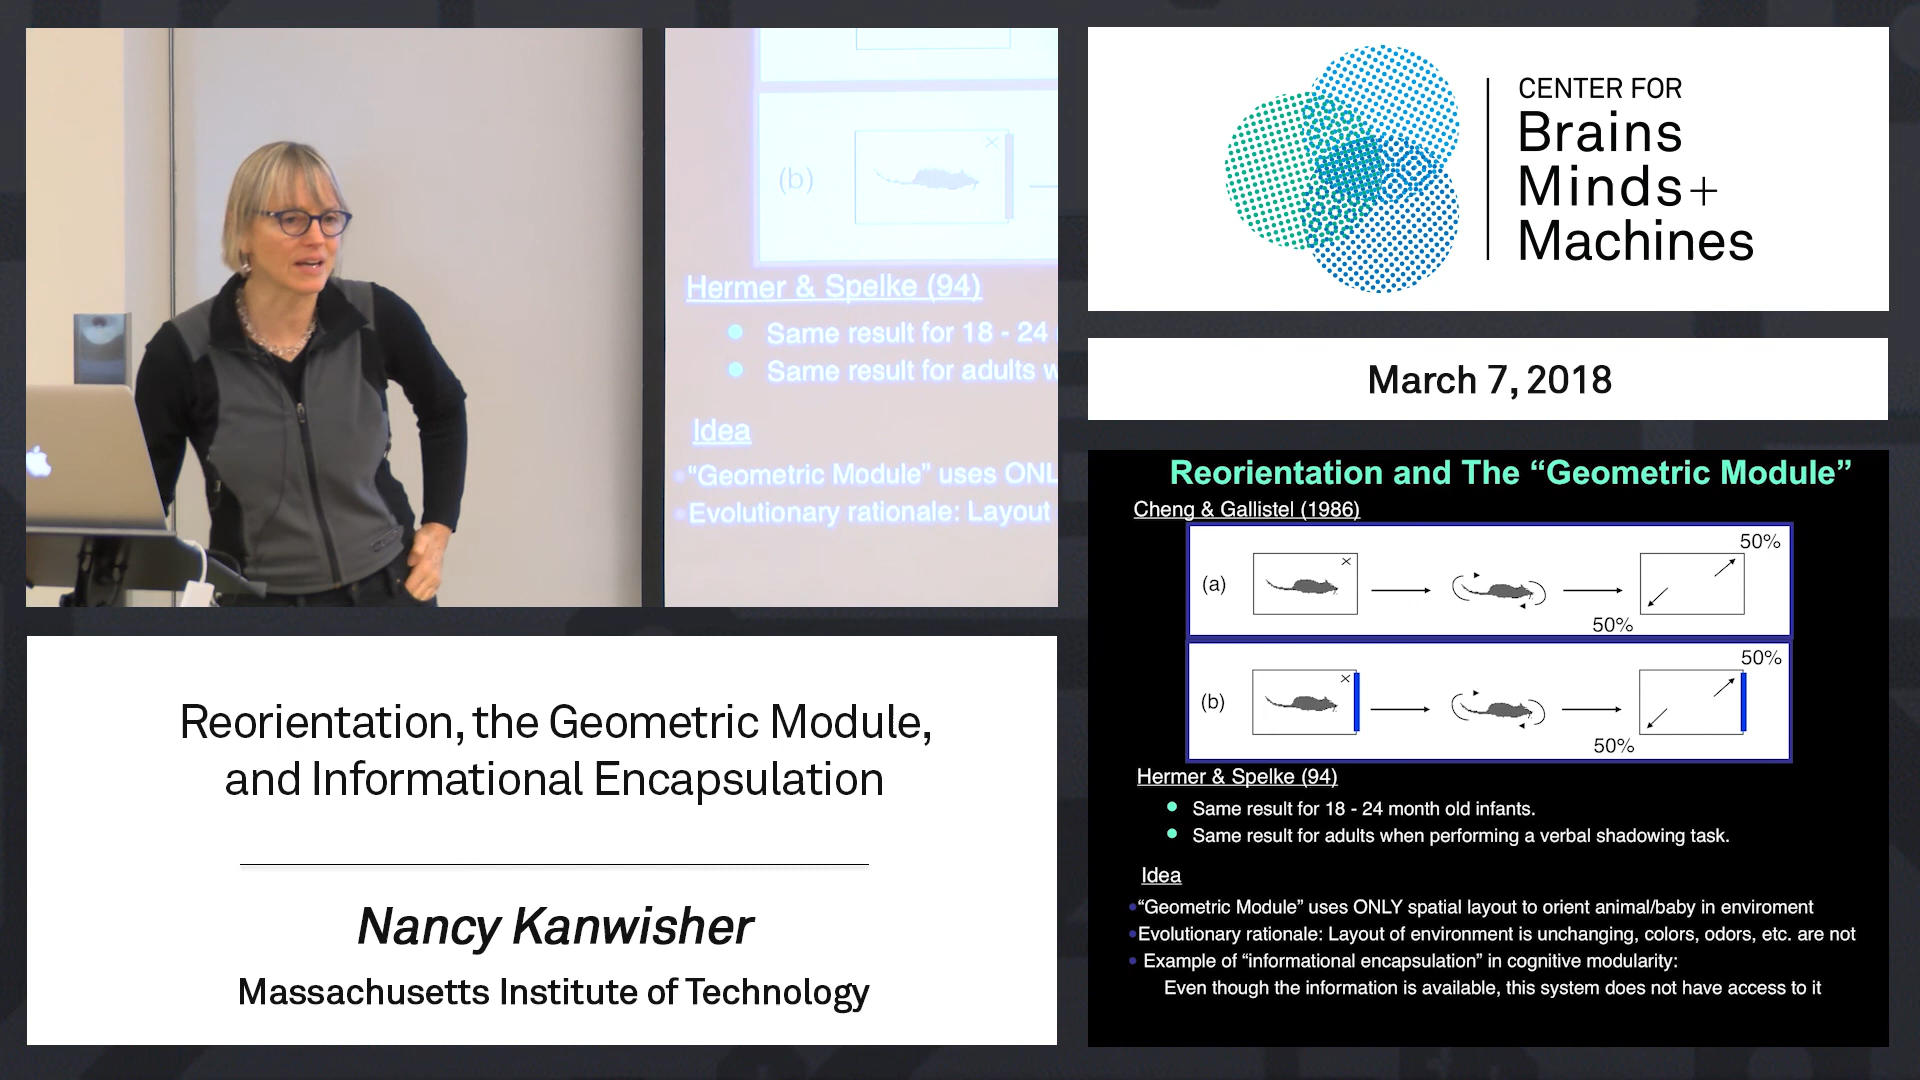 (b)
Hermer & Spelke (94)
Same result for 18 - 24
Same result for adults w
Idea
"Geometric Module" uses ONL
Evolutionary rationale: Layout
CENTER FOR
Brains
Minds+
Machines
March 7, 2018
Reorientation, the Geometric Module,
and Informational Encapsulation
Nancy Kanwisher
Massachusetts Institute of Technology
Reorientation and The “Geometric Module”
Cheng & Gallistel (1986)
50%
(a)
50%
50%
(b)
50%
Hermer & Spelke (94)
Same result for 18 - 24 month old infants.
Same result for adults when performing a verbal shadowing task.
Idea
“Geometric Module” uses ONLY spatial layout to orient animal/baby in enviroment
Evolutionary rationale: Layout of environment is unchanging, colors, odors, etc. are not
Example of “informational encapsulation” in cognitive modularity:
Even though the information is available, this system does not have access to it